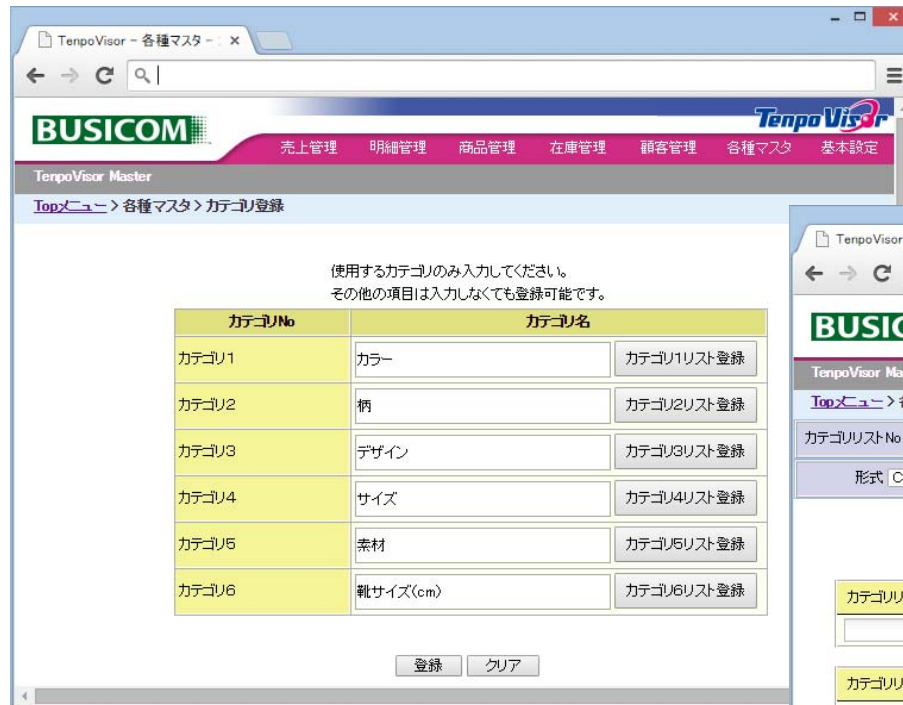 TenpoVisor - 各種マスタ -
BUSICOM
TenpoVisor
売上管理 明細管理 商品管理 在庫管理 顧客管理 各種マスタ 基本設定
TenpoVisor Master
Topメニュー > 各種マスタ > カテゴリ登録
使用するカテゴリのみ入力してください。
その他の項目は入力しなくても登録可能です。
カテゴリNo カテゴリ名
カテゴリ1 カラー カテゴリ1リスト登録
カテゴリ2 柄 カテゴリ2リスト登録
カテゴリ3 デザイン カテゴリ3リスト登録
カテゴリ4 サイズ カテゴリ4リスト登録
カテゴリ5 素材 カテゴリ5リスト登録
カテゴリ6 靴サイズ(cm) カテゴリ6リスト登録
登録 クリア
TenpoVisor
BUSIC
TenpoVisor Ma
Topメニュー >
カテゴリリストNo
形式 C
カテゴリリ
カテゴリリ